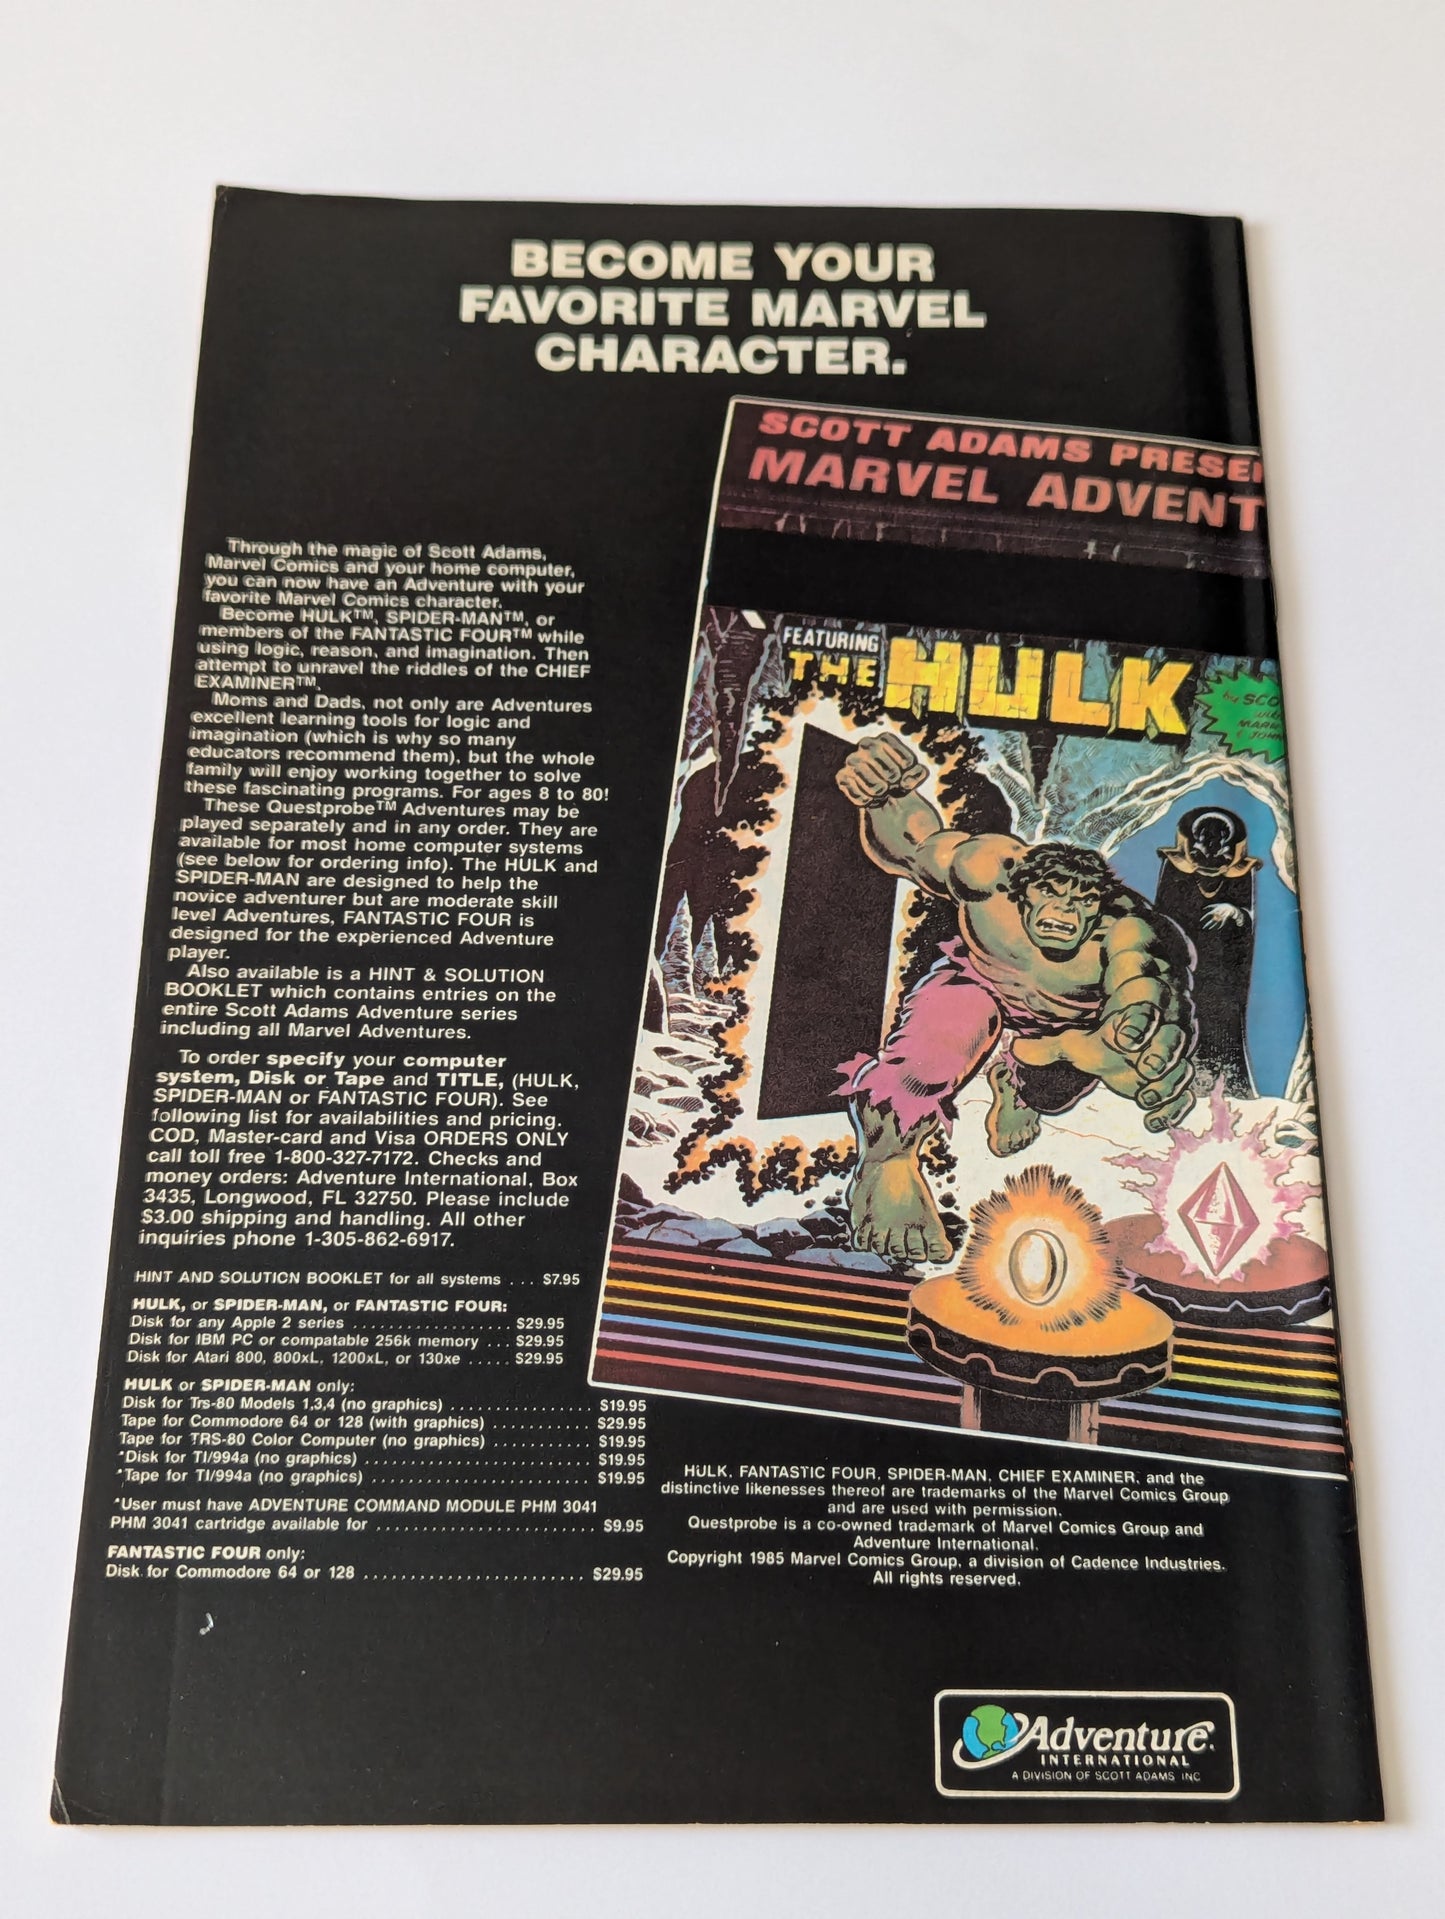 BECOME YOUR
FAVORITE MARVEL
CHARACTER.
Through the magic of Scott Adams,
Marvel Comics and your home computer,
you can now have an Adventure with your
favorite Marvel Comics character.
Become HULK™, SPIDER-MAN™, or
members of the FANTASTIC FOUR™ while
using logic, reason, and imagination. Then
attempt to unravel the riddles of the CHIEF
EXAMINER™.
Moms and Dads, not only are Adventures
excellent learning tools for logic and
imagination (which is why so many
educators recommend them), but the whole
family will enjoy working together to solve
these fascinating programs. For ages 8 to 80!
These Questprobe™ Adventures may be
played separately and in any order. They are
available for most home computer systems
(see below for ordering info). The HULK and
SPIDER-MAN are designed to help the
novice adventurer but are moderate skill
level Adventures, FANTASTIC FOUR is
designed for the experienced Adventure
player.
Also available is a HINT & SOLUTION
BOOKLET which contains entries on the
entire Scott Adams Adventure series
including all Marvel Adventures.
To order specify your computer
system, Disk or Tape and TITLE, (HULK,
SPIDER-MAN or FANTASTIC FOUR). See
following list for availabilities and pricing.
COD, Master-card and Visa ORDERS ONLY
call toll free 1-800-327-7172. Checks and
money orders: Adventure International, Box
3435, Longwood, FL 32750. Please include
$3.00 shipping and handling. All other
inquiries phone 1-305-862-6917.
HINT AND SOLUTION BOOKLET for all systems ... $7.95
HULK, or SPIDER-MAN, or FANTASTIC FOUR:
Disk for any Apple 2 series .................. $29.95
Disk for IBM PC or compatable 256k memory ... $29.95
Disk for Atari 800, 800xL, 1200xL, or 130xe ..... $29.95
HULK or SPIDER-MAN only:
Disk for Trs-80 Models 1,3,4 (no graphics) ................ $19.95
Tape for Commodore 64 or 128 (with graphics) ........... $29.95
Tape for TRS-80 Color Computer (no graphics) ........... $19.95
*Disk for TI/994a (no graphics) ......................... $19.95
*Tape for TI/994a (no graphics) ......................... $19.95
*User must have ADVENTURE COMMAND MODULE PHM 3041
PHM 3041 cartridge available for ......................... $9.95
FANTASTIC FOUR only:
Disk for Commodore 64 or 128 ......................... $29.95
SCOTT ADAMS PRESE
MARVEL ADVENT
FEATURING
THE HULK
by SCO
HULK, FANTASTIC FOUR, SPIDER-MAN, CHIEF EXAMINER, and the
distinctive likenesses thereof are trademarks of the Marvel Comics Group
and are used with permission.
Questprobe is a co-owned trademark of Marvel Comics Group and
Adventure International.
Copyright 1985 Marvel Comics Group, a division of Cadence Industries.
All rights reserved.
Adventure
INTERNATIONAL
A DIVISION OF SCOTT ADAMS INC